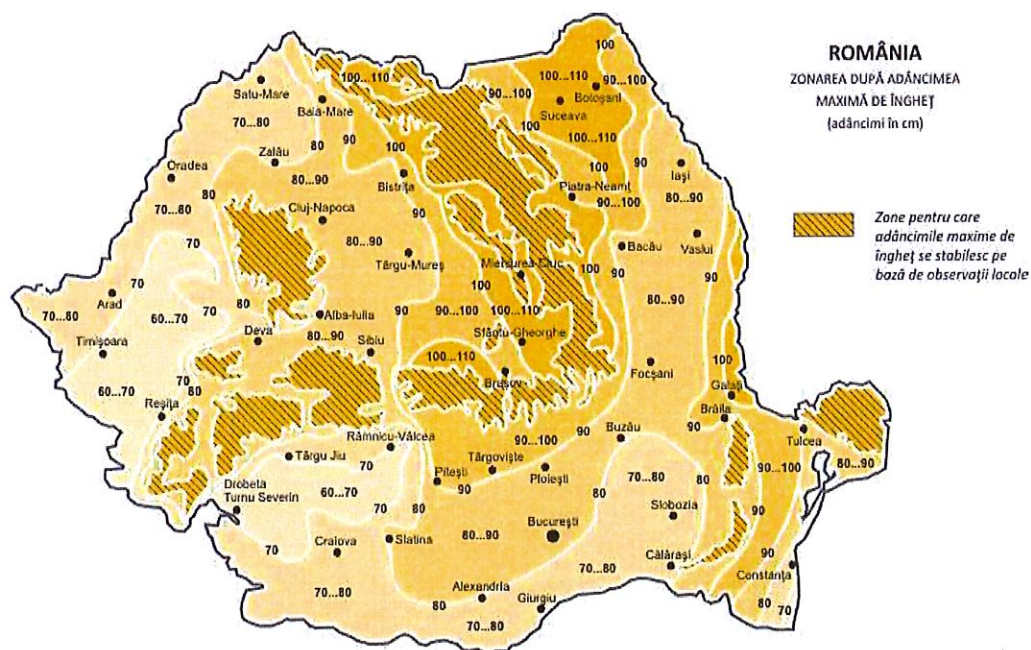 ROMÂNIA
ZONAREA DUPĂ ADÂNCIMEA
MAXIMĂ DE ÎNGHEȚ
(adâncimi în cm)
Zone pentru care
adâncimile maxime de
îngheț se stabilesc pe
bază de observații locale
100
100...110
90...100
Botoșani
Suceava
90...100
100...110
Satu-Mare
Baia-Mare
70...80
100
100...110
90
80
90
100
100
Zalău
Oradea
80...90
Bistrița
Iași
80...90
80
Piatra-Neamț
90...100
70...80
Cluj-Napoca
90
70
80...90
Târgu-Mureș
Bacău
Vaslui
100
90
90
Miercurea-Ciuc
70
100
Arad
70...80
60...70
80
Alba-Iulia
90
90...100
100...110
80...90
Timișoara
Deva
80...90
Sibiu
Sfântu-Gheorghe
100...110
Brașov
Focșani
100
70
60...70
80
Galați
Reșița
Brăila
90
Râmnicu-Vâlcea
90...100
90
Buzău
Tulcea
Târgu Jiu
70
Târgoviște
90...100
80...90
Pitești
Ploiești
70...80
80
Drobeta
Turnu Severin
60...70
90
80
70
Slobozia
90
București
70
Craiova
Slatina
80...90
Călărași
90
Constanța
70...80
70...80
Alexandria
80
Giurgiu
80
70
70...80